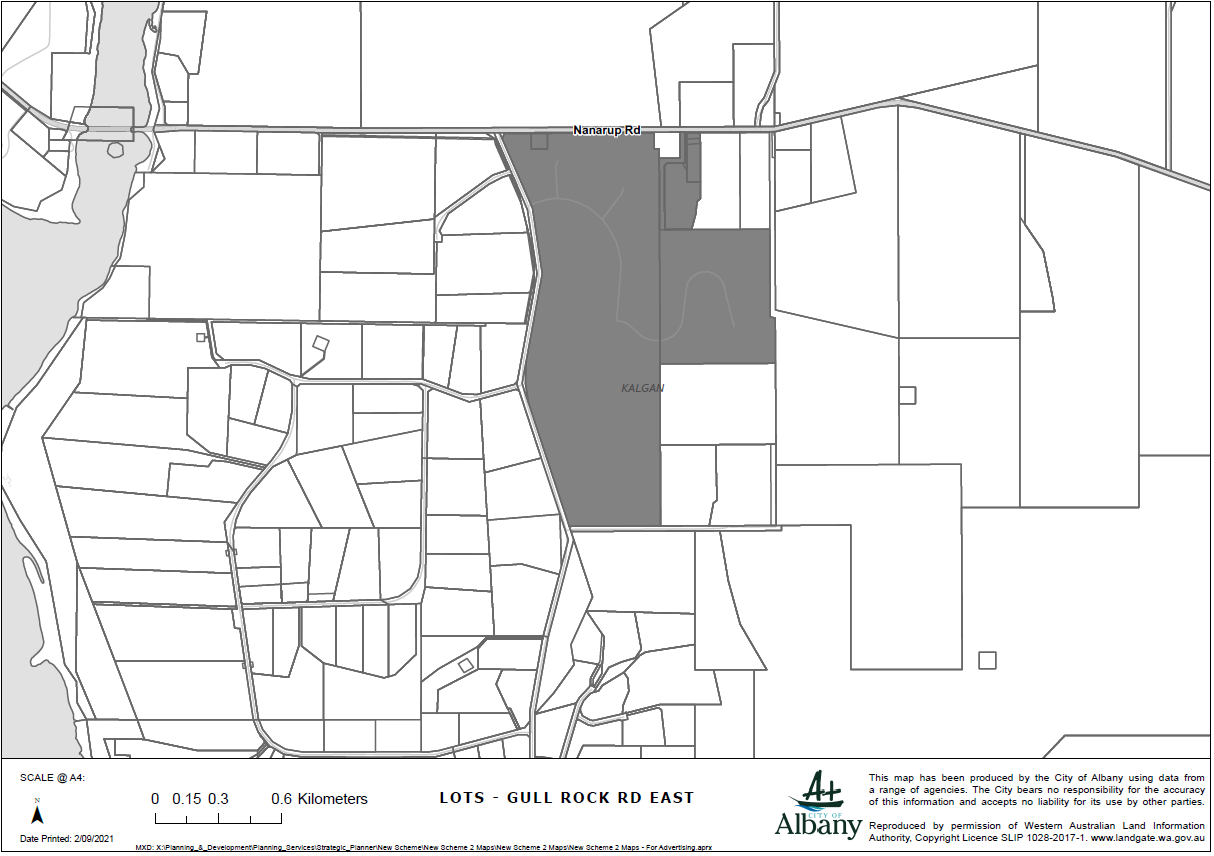 Nanarup Rd
KALGAN
SCALE @ A4:
N
0 0.15 0.3 0.6 Kilometers
Date Printed: 2/09/2021
LOTS - GULL ROCK RD EAST
MXD: X:\Planning_&_Development\Planning_Services\Strategic_Planner\New Scheme\New Scheme 2 Maps\New Scheme 2 Maps\New Scheme 2 Maps - For Advertising.aprx
CITY OF
Albany
This map has been produced by the City of Albany using data from
a range of agencies. The City bears no responsibility for the accuracy
of this information and accepts no liability for its use by other parties.
Reproduced by permission of Western Australian Land Information
Authority, Copyright Licence SLIP 1028-2017-1. www.landgate.wa.gov.au